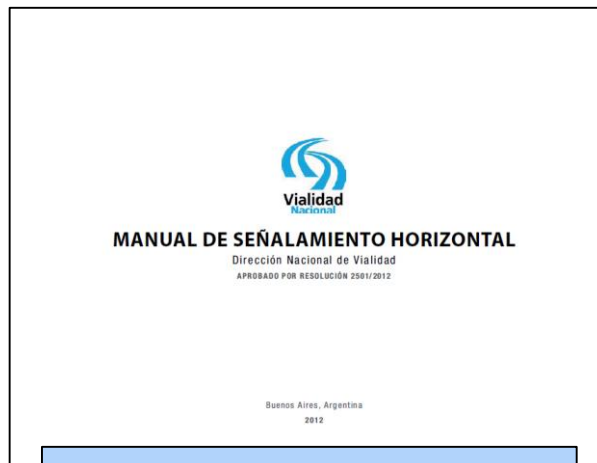 Vialidad
Nacional
MANUAL DE SEÑALAMIENTO HORIZONTAL
Dirección Nacional de Vialidad
APROBADO POR RESOLUCIÓN 2501/2012
Buenos Aires, Argentina
2012